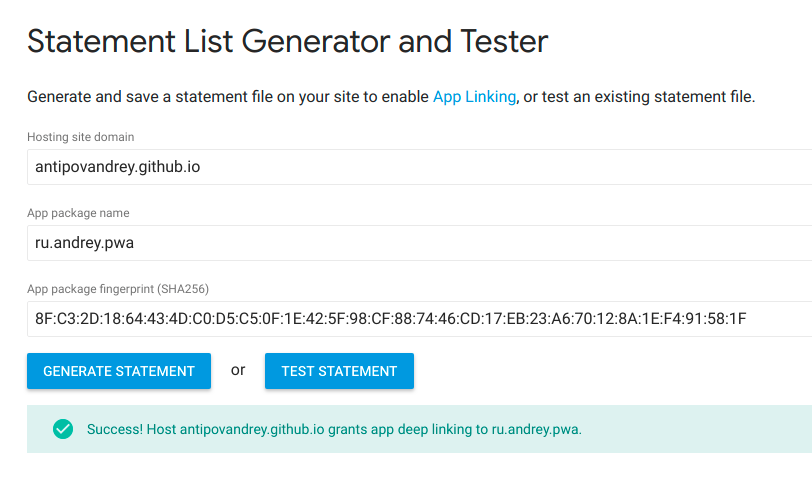 Statement List Generator and Tester
Generate and save a statement file on your site to enable App Linking, or test an existing statement file.
Hosting site domain
antipovandrey.github.io
App package name
ru.andrey.pwa
App package fingerprint (SHA256)
8F:C3:2D:18:64:43:4D:C0:D5:C5:0F:1E:42:5F:98:CF:88:74:46:CD:17:EB:23:A6:70:12:8A:1E:F4:91:58:1F
GENERATE STATEMENT or TEST STATEMENT
Success! Host antipovandrey.github.io grants app deep linking to ru.andrey.pwa.